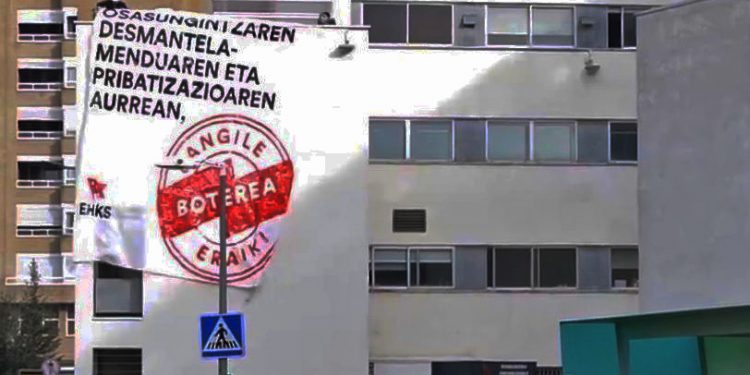 OSASUNGINTZAREN
DESMANTELA-
MENDUAREN ETA
PRIBATIZAZIOAREN
AURREAN,
ANGILE
BOTEREA
ERAIKI
EHKS